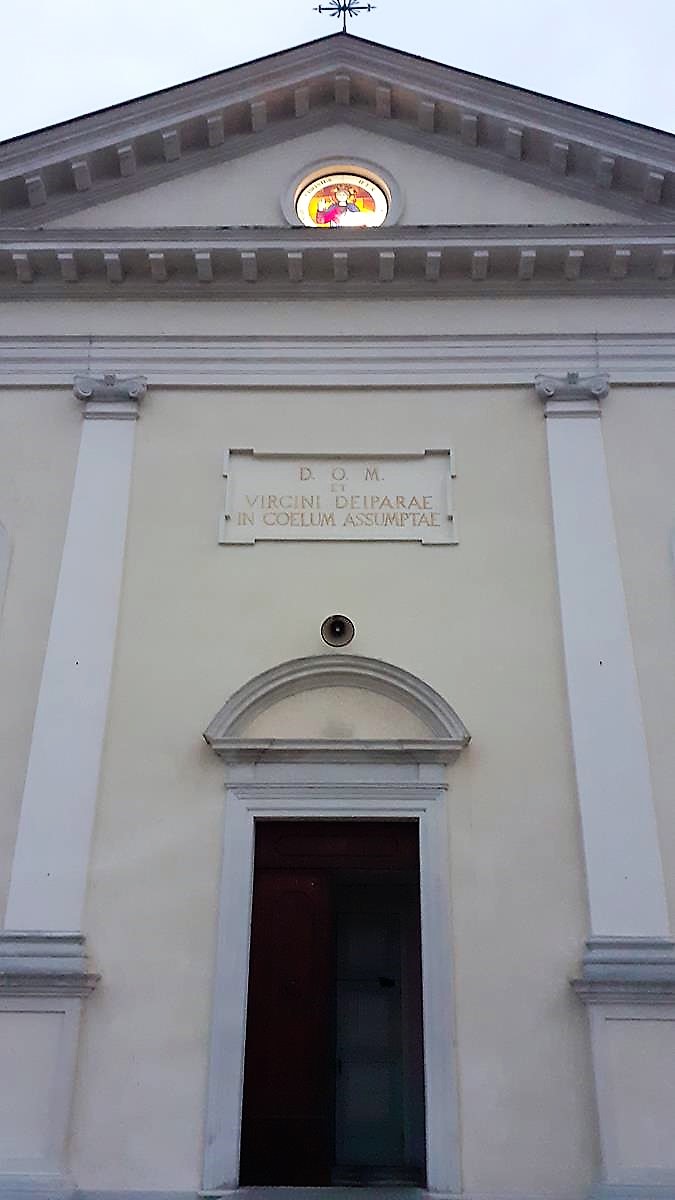 D. O. M.
ET
VIRGINI DEIPARAE
IN COELUM ASSUMPTAE